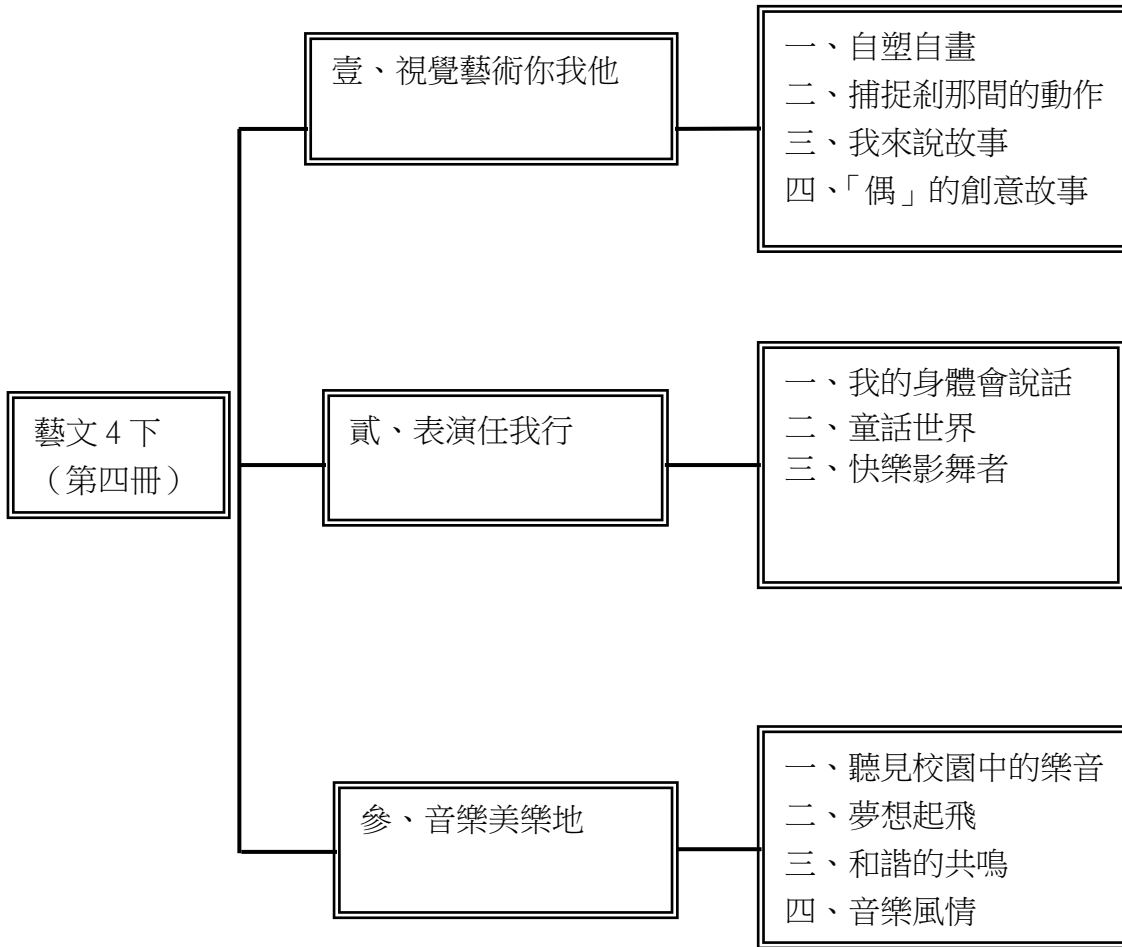 藝文4下
（第四冊）
壹、視覺藝術你我他
一、自塑自畫
二、捕捉剎那間的動作
三、我來說故事
四、「偶」的創意故事
貳、表演任我行
一、我的身體會說話
二、童話世界
三、快樂影舞者
參、音樂美樂地
一、聽見校園中的樂音
二、夢想起飛
三、和諧的共鳴
四、音樂風情